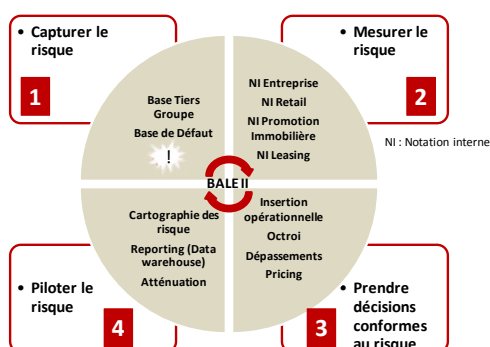 • Capturer le
risque
1
Base Tiers
Groupe
Base de Défaut
!
• Mesurer le
risque
2
NI Entreprise
NI Retail
NI Promotion
Immobilière
NI Leasing
NI : Notation interne
BALE II
Cartographie des
risque
Reporting (Data
warehouse)
Atténuation
• Piloter le
risque
4
Insertion
opérationnelle
Octroi
Dépassements
Pricing
• Prendre
décisions
conformes
au risque
3